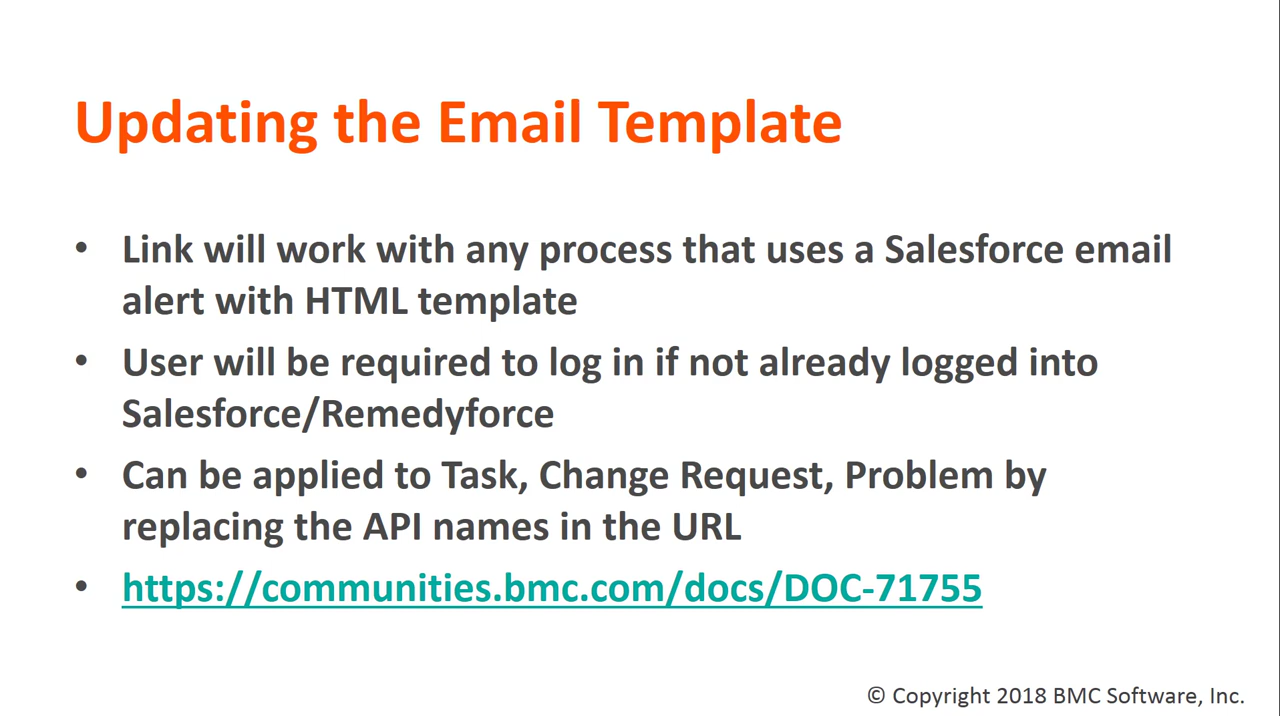 Updating the Email Template
• Link will work with any process that uses a Salesforce email
alert with HTML template
• User will be required to log in if not already logged into
Salesforce/Remedyforce
• Can be applied to Task, Change Request, Problem by
replacing the API names in the URL
• https://communities.bmc.com/docs/DOC-71755
© Copyright 2018 BMC Software, Inc.